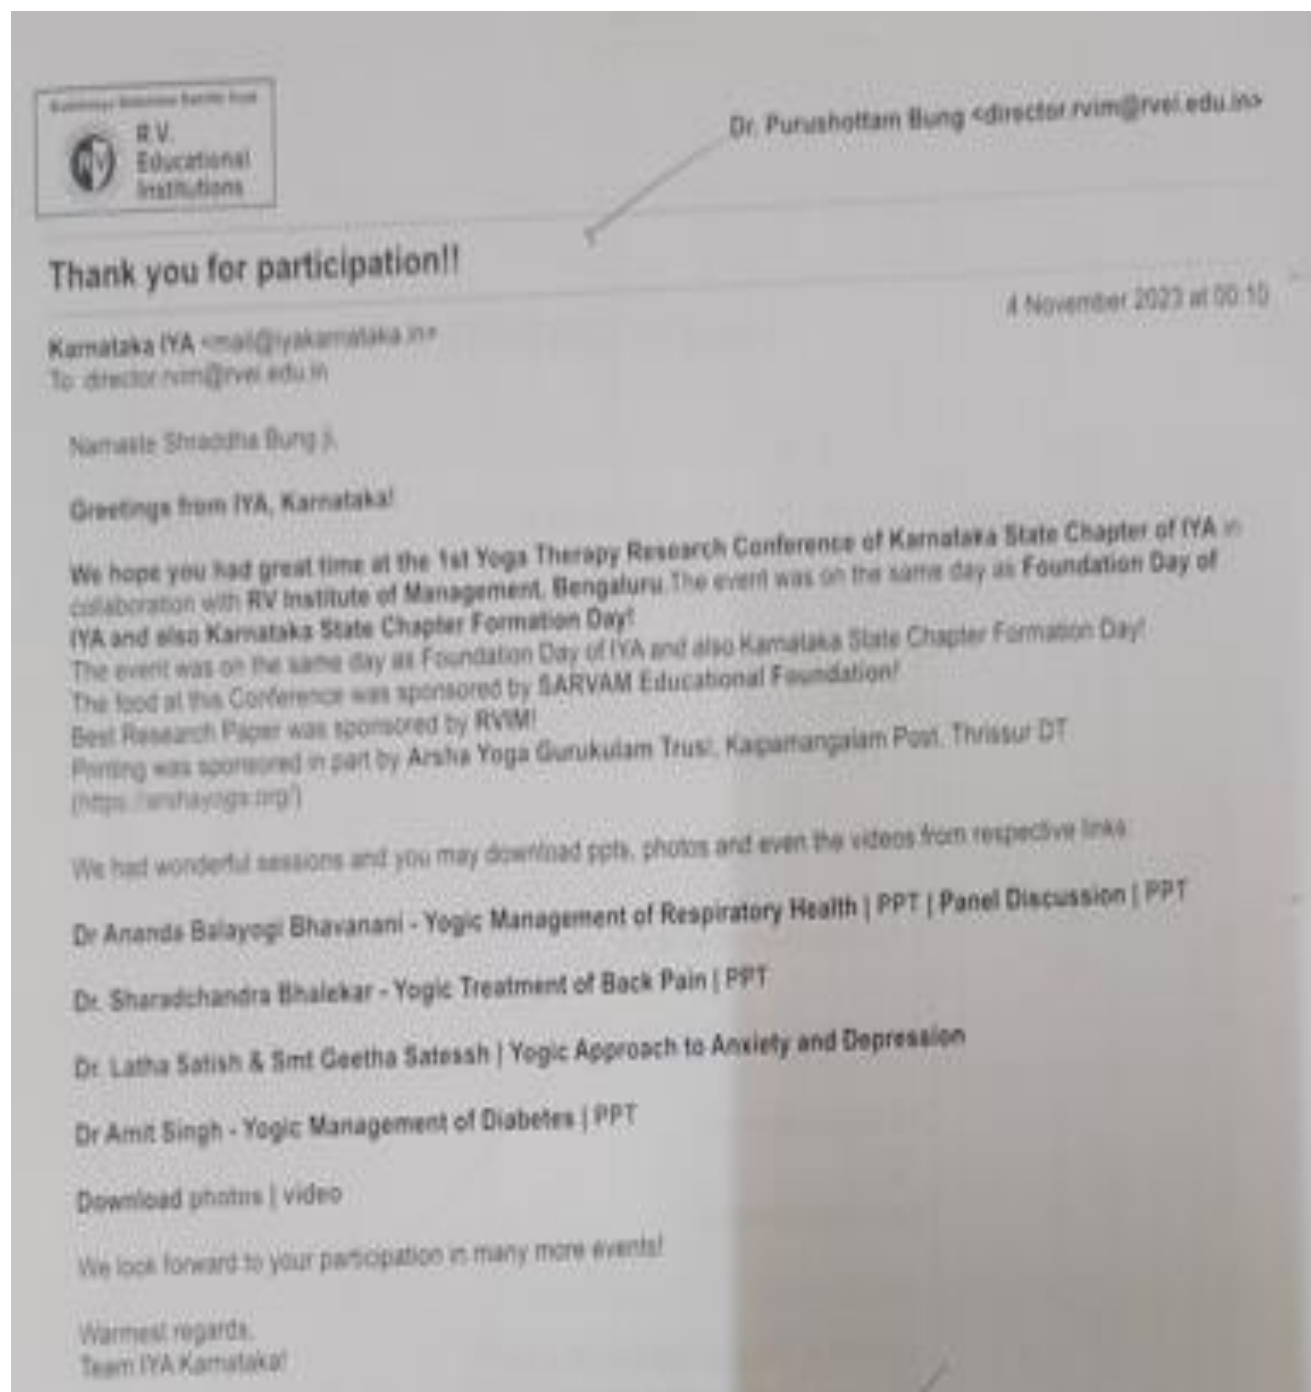 R.V.
Educational
Institutions
Dr. Purushottam Bung <director.rvim@rvei.edu.in>
Thank you for participation!!
4 November 2023 at 00:10
Karnataka IYA <mail@iyakarnataka.in>
To: director.rvim@rvei.edu.in
Namaste Shraddha Bung ji,
Greetings from IYA, Karnataka!
We hope you had great time at the 1st Yoga Therapy Research Conference of Karnataka State Chapter of IYA in
collaboration with RV Institute of Management, Bengaluru.The event was on the same day as Foundation Day of
IYA and also Karnataka State Chapter Formation Day!
The event was on the same day as Foundation Day of IYA and also Karnataka State Chapter Formation Day!
The food at this Conference was sponsored by SARVAM Educational Foundation!
Best Research Paper was sponsored by RVIM!
Printing was sponsored in part by Arsha Yoga Gurukulam Trust, Kaipamangalam Post, Thrissur DT
(https://arshayoga.org/)
We had wonderful sessions and you may download ppts, photos and even the videos from respective links:
Dr Ananda Balayogi Bhavanani - Yogic Management of Respiratory Health | PPT | Panel Discussion | PPT
Dr. Sharadchandra Bhalekar - Yogic Treatment of Back Pain | PPT
Dr. Latha Satish & Smt Geetha Satessh | Yogic Approach to Anxiety and Depression
Dr Amit Singh - Yogic Management of Diabetes | PPT
Download photos | video
We look forward to your participation in many more events!
Warmest regards,
Team IYA Karnataka!